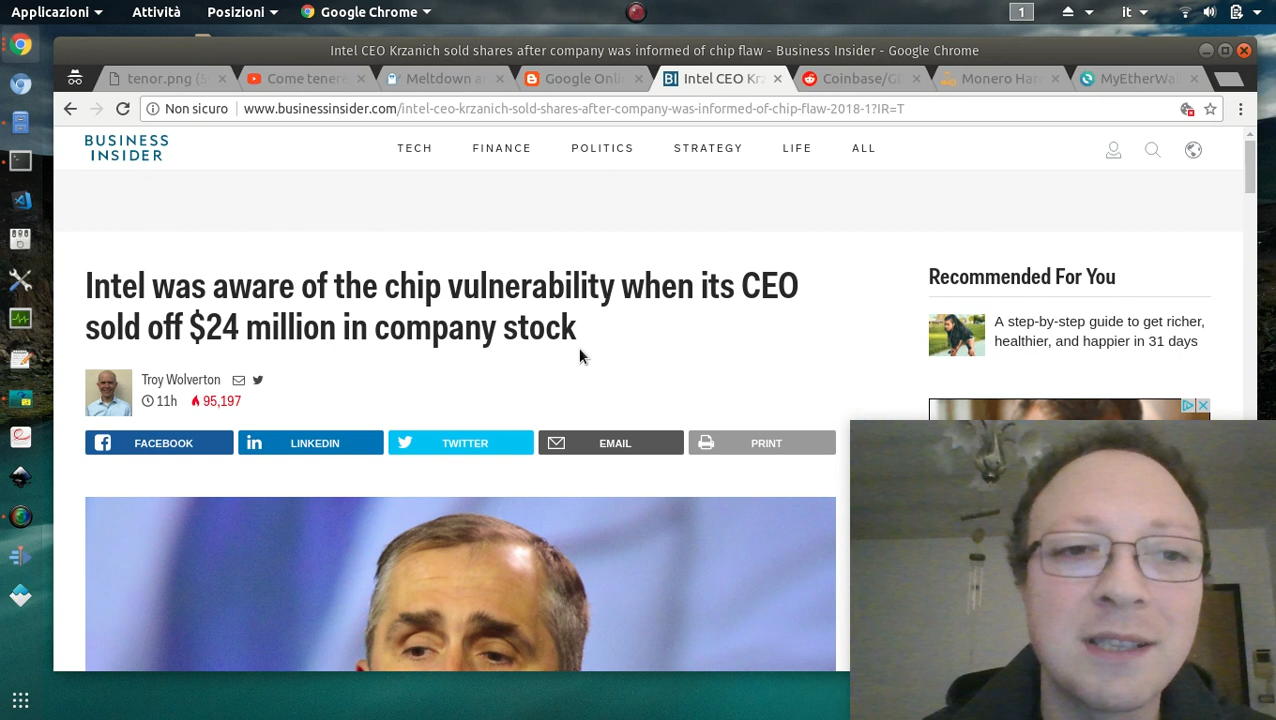 Applicazioni Attività Posizioni Google Chrome 1 it
Intel CEO Krzanich sold shares after company was informed of chip flaw - Business Insider - Google Chrome
tenor.png (5 Come tenere Meltdown a Google Onli Intel CEO Krz Coinbase/G Monero Har MyEtherWal
Non sicuro www.businessinsider.com/intel-ceo-krzanich-sold-shares-after-company-was-informed-of-chip-flaw-2018-1?IR=T
BUSINESS
INSIDER
TECH FINANCE POLITICS STRATEGY LIFE ALL
Intel was aware of the chip vulnerability when its CEO
sold off $24 million in company stock
Troy Wolverton
11h 95,197
FACEBOOK LINKEDIN TWITTER EMAIL PRINT
Recommended For You
A step-by-step guide to get richer,
healthier, and happier in 31 days